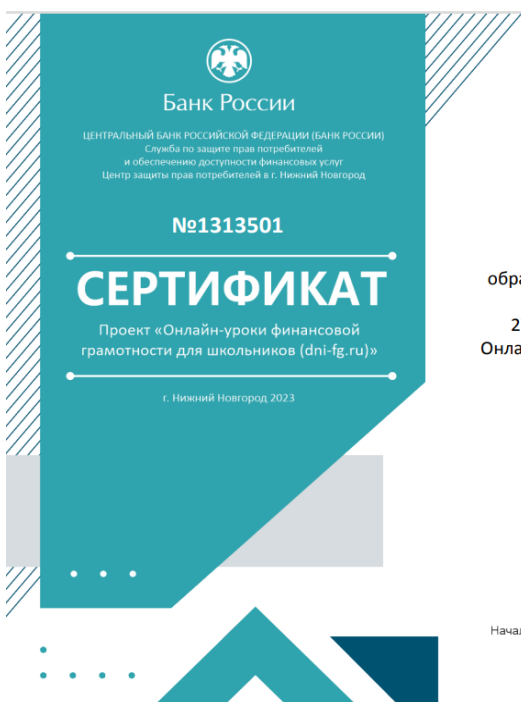 Банк России
ЦЕНТРАЛЬНЫЙ БАНК РОССИЙСКОЙ ФЕДЕРАЦИИ (БАНК РОССИИ)
Служба по защите прав потребителей
и обеспечению доступности финансовых услуг
Центр защиты прав потребителей в г. Нижний Новгород
№1313501
СЕРТИФИКАТ
Проект «Онлайн-уроки финансовой
грамотности для школьников (dni-fg.ru)»
г. Нижний Новгород 2023